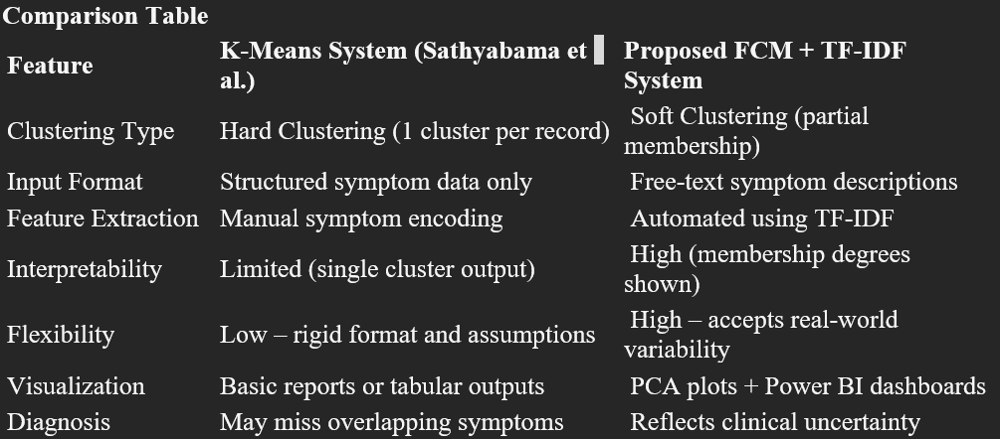 Comparison Table
Feature K-Means System (Sathyabama et al.) Proposed FCM + TF-IDF System
Clustering Type Hard Clustering (1 cluster per record) Soft Clustering (partial membership)
Input Format Structured symptom data only Free-text symptom descriptions
Feature Extraction Manual symptom encoding Automated using TF-IDF
Interpretability Limited (single cluster output) High (membership degrees shown)
Flexibility Low – rigid format and assumptions High – accepts real-world variability
Visualization Basic reports or tabular outputs PCA plots + Power BI dashboards
Diagnosis May miss overlapping symptoms Reflects clinical uncertainty